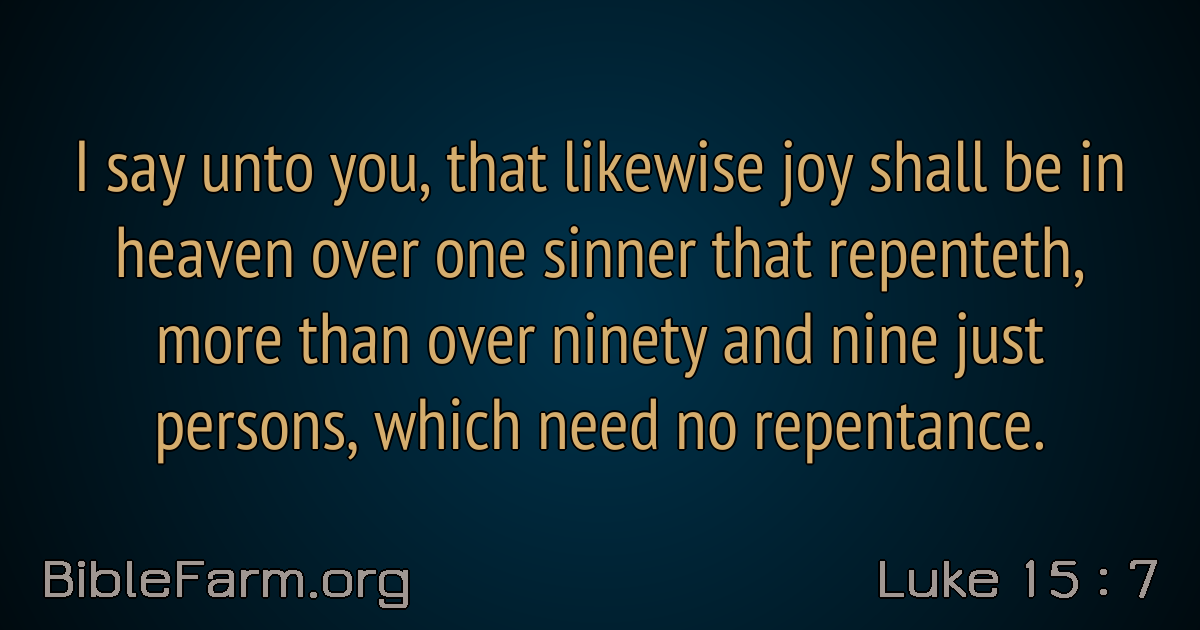 I say unto you, that likewise joy shall be in
heaven over one sinner that repenteth,
more than over ninety and nine just
persons, which need no repentance.
BibleFarm.org
Luke 15 : 7